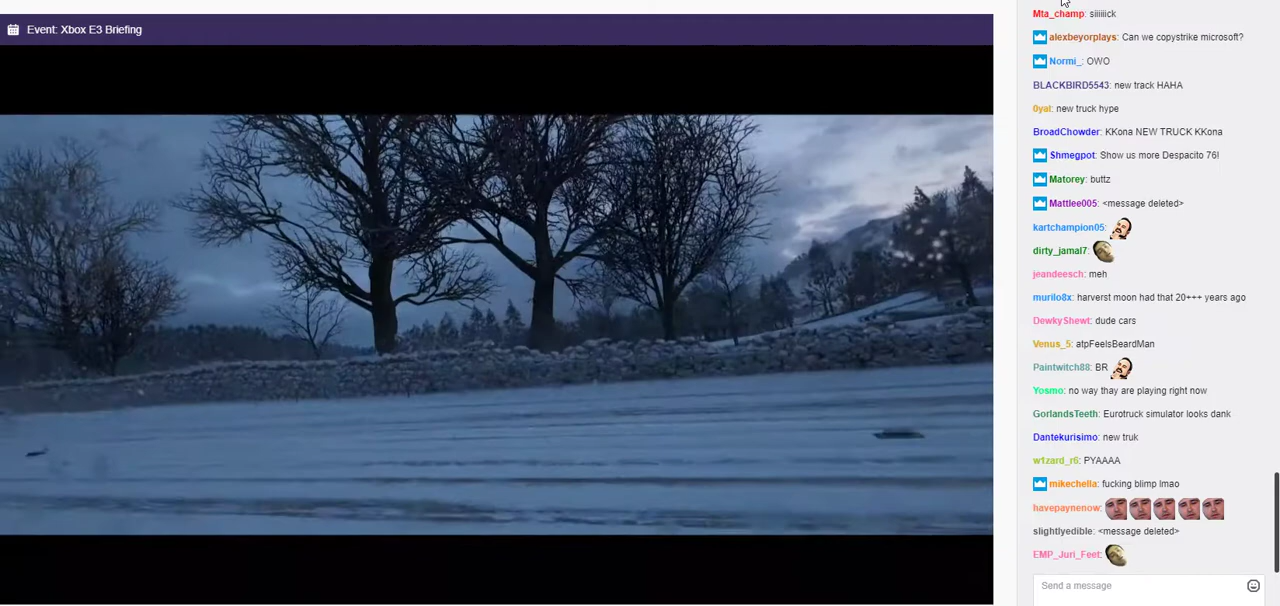 Event: Xbox E3 Briefing
Mta_champ: siiiiick
alexbeyorplays: Can we copystrike microsoft?
Normi_: OWO
BLACKBIRD5543: new track HAHA
0yat: new truck hype
BroadChowder: KKona NEW TRUCK KKona
Shmegpot: Show us more Despacito 76!
Matorey: buttz
Mattlee005: <message deleted>
kartchampion05:
dirty_jamal7:
jeandeesch: meh
murilo8x: harverst moon had that 20+++ years ago
DewkyShewt: dude cars
Venus_5: atpFeelsBeardMan
Paintwitch88: BR
Yosmo: no way thay are playing right now
GorlandsTeeth: Eurotruck simulator looks dank
Dantekurisimo: new truk
w1zard_r6: PYAAAA
mikechella: fucking blimp lmao
havepaynenow:
slightlyedible: <message deleted>
EMP_Juri_Feet:
Send a message